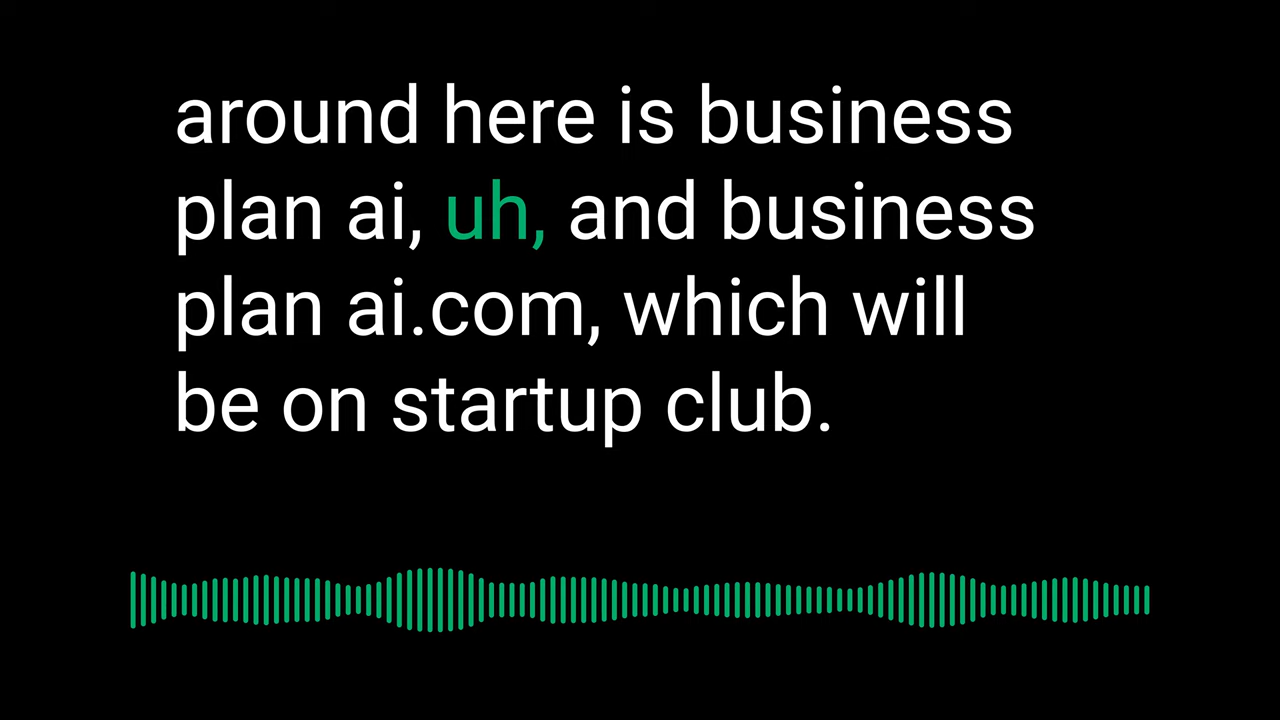 around here is business
plan ai, uh, and business
plan ai.com, which will
be on startup club.